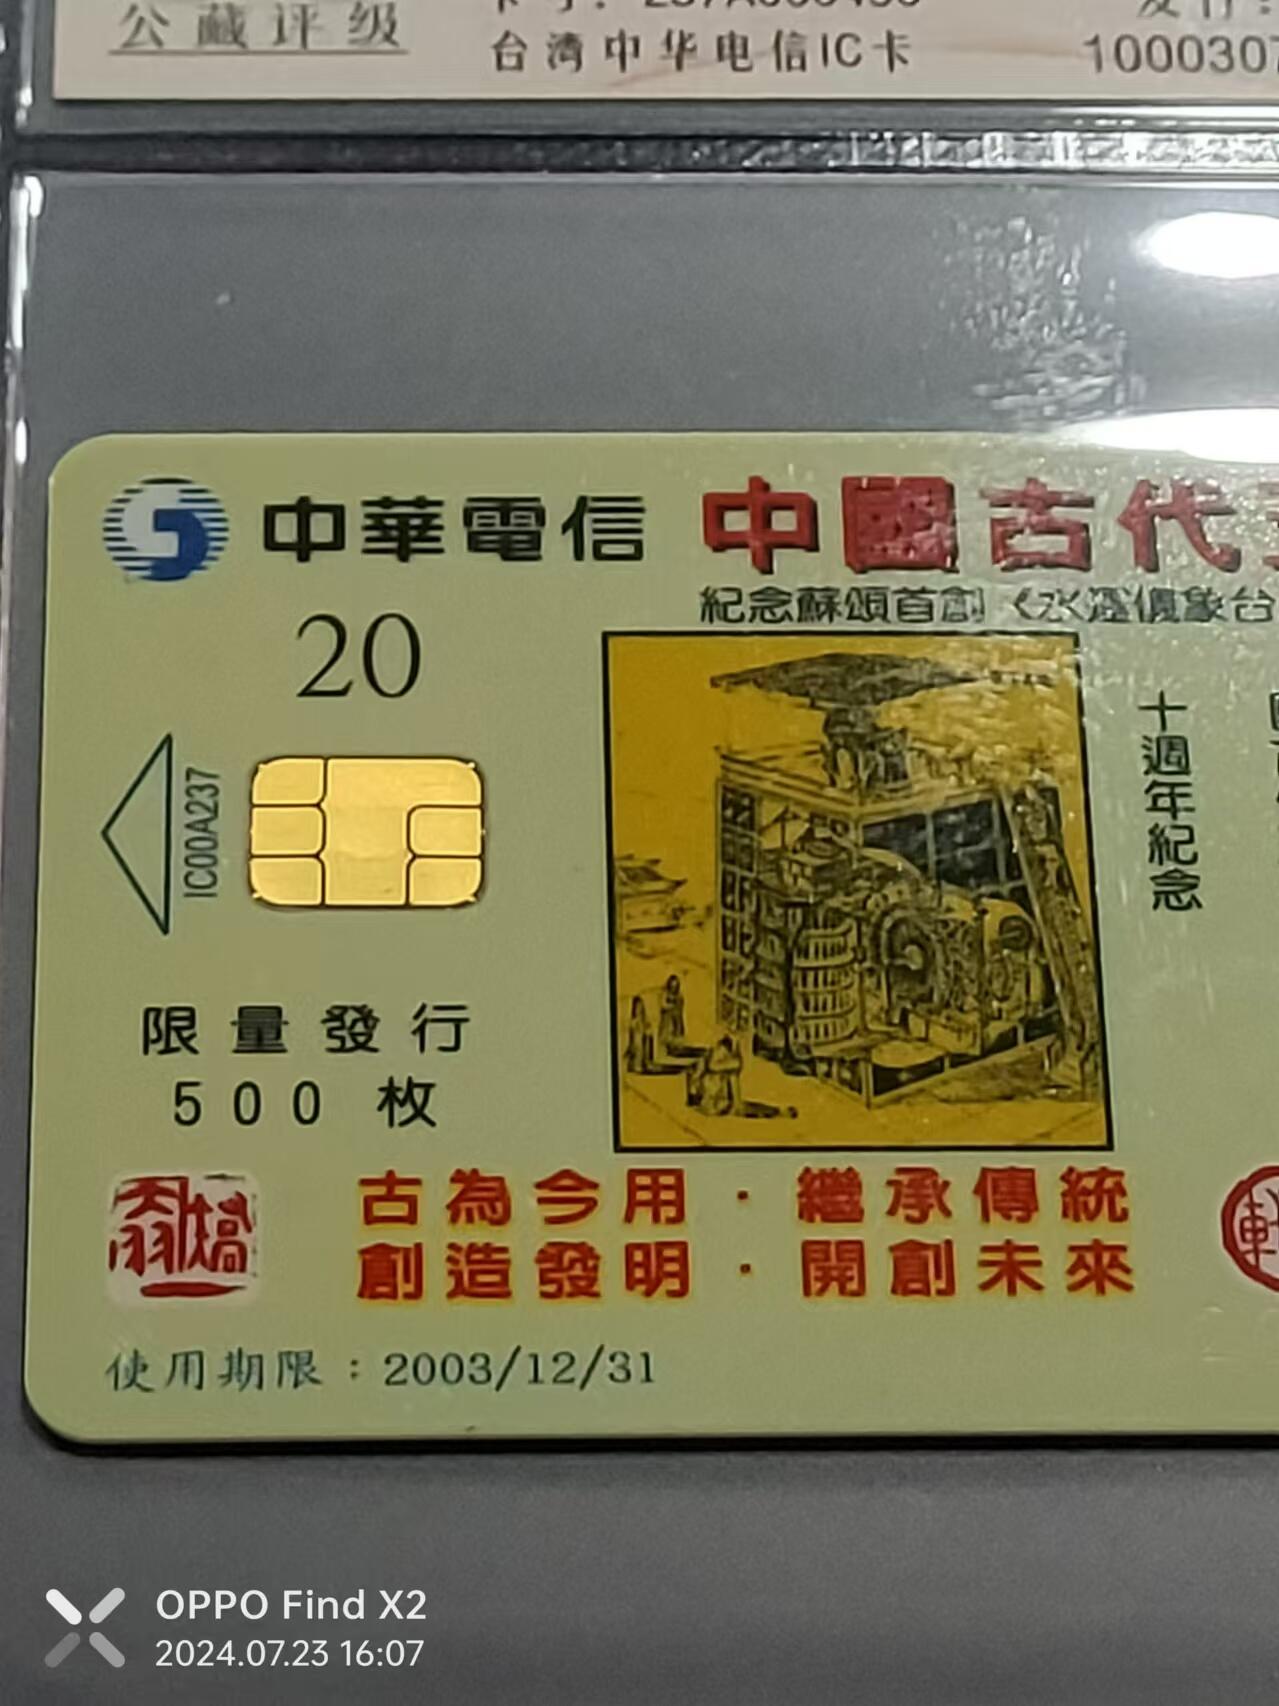 公藏评级
台湾中华电信IC卡
1000307
中華電信
中國古代
20
紀念蘇頌首創《水運儀象台
十週年紀念
IC00A237
限量發行
500 枚
古為今用·繼承傳統
創造發明·開創未來
使用期限：2003/12/31
OPPO Find X2
2024.07.23 16:07